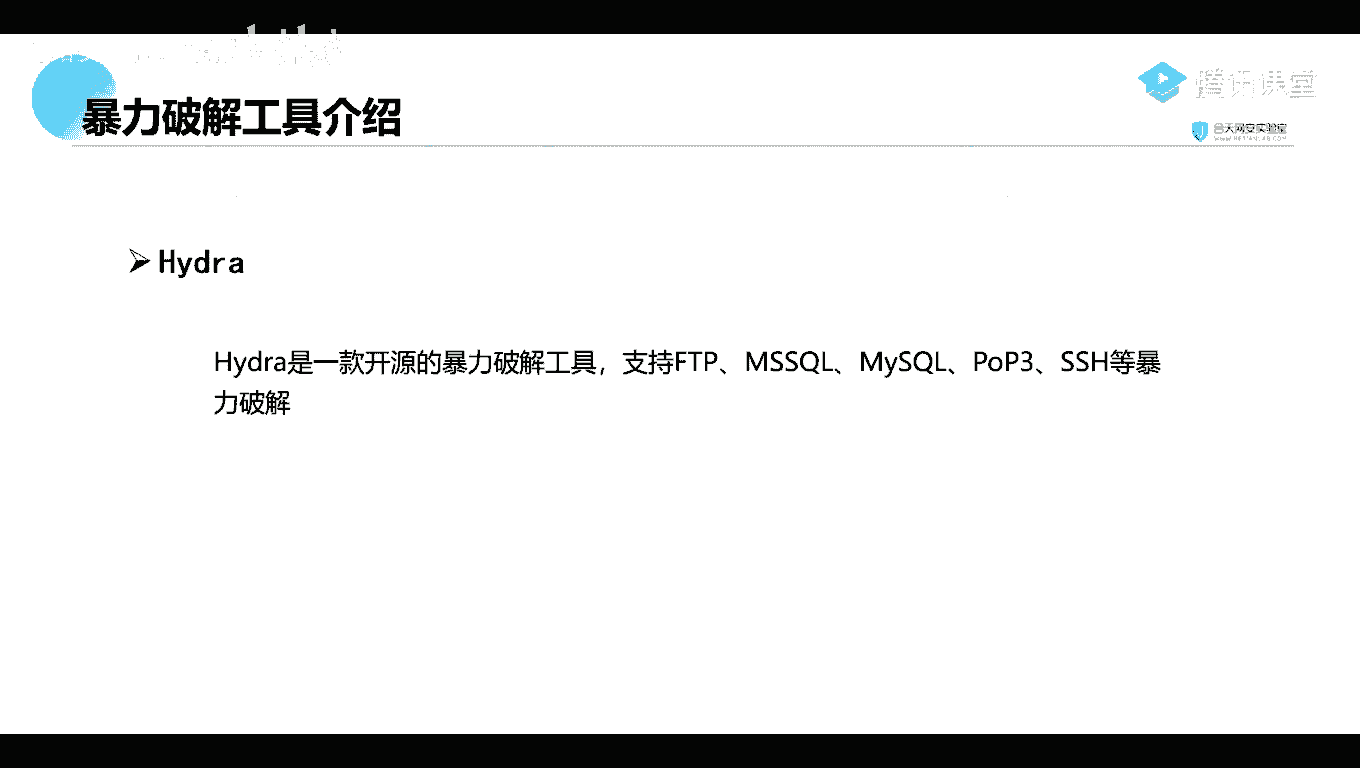 暴力破解工具介绍
腾讯课堂
合天网安实验室
WWW.HETIANLAB.COM
➢Hydra
Hydra是一款开源的暴力破解工具，支持FTP、MSSQL、MySQL、PoP3、SSH等暴
力破解